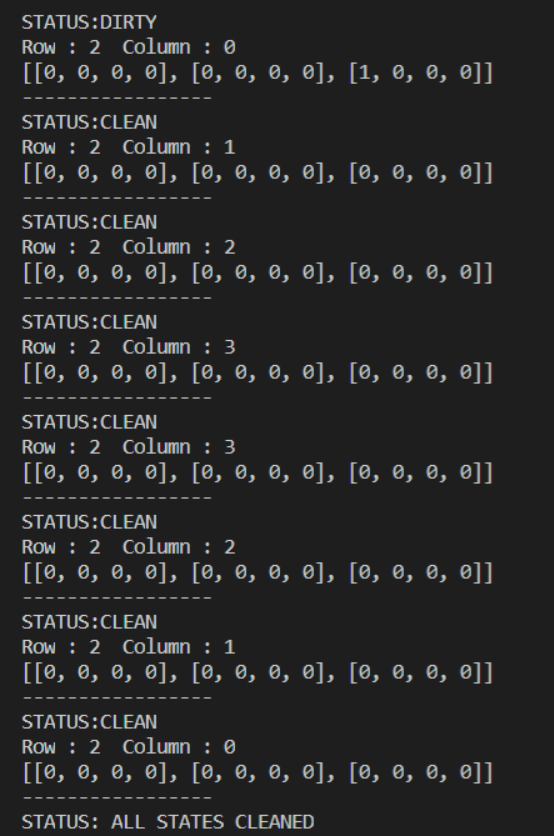 STATUS:DIRTY
Row : 2  Column : 0
[[0, 0, 0, 0], [0, 0, 0, 0], [1, 0, 0, 0]]
-----------------
STATUS:CLEAN
Row : 2  Column : 1
[[0, 0, 0, 0], [0, 0, 0, 0], [0, 0, 0, 0]]
-----------------
STATUS:CLEAN
Row : 2  Column : 2
[[0, 0, 0, 0], [0, 0, 0, 0], [0, 0, 0, 0]]
-----------------
STATUS:CLEAN
Row : 2  Column : 3
[[0, 0, 0, 0], [0, 0, 0, 0], [0, 0, 0, 0]]
-----------------
STATUS:CLEAN
Row : 2  Column : 3
[[0, 0, 0, 0], [0, 0, 0, 0], [0, 0, 0, 0]]
-----------------
STATUS:CLEAN
Row : 2  Column : 2
[[0, 0, 0, 0], [0, 0, 0, 0], [0, 0, 0, 0]]
-----------------
STATUS:CLEAN
Row : 2  Column : 1
[[0, 0, 0, 0], [0, 0, 0, 0], [0, 0, 0, 0]]
-----------------
STATUS:CLEAN
Row : 2  Column : 0
[[0, 0, 0, 0], [0, 0, 0, 0], [0, 0, 0, 0]]
-----------------
STATUS: ALL STATES CLEANED